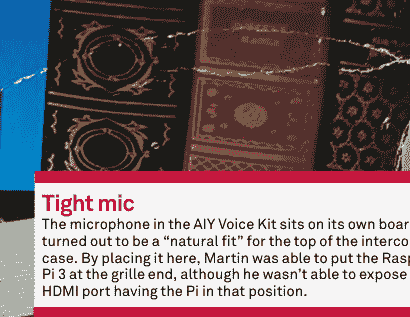 Tight mic
The microphone in the AIY Voice Kit sits on its own boar
turned out to be a “natural fit” for the top of the interco
case. By placing it here, Martin was able to put the Rasp
Pi 3 at the grille end, although he wasn’t able to expose
HDMI port having the Pi in that position.